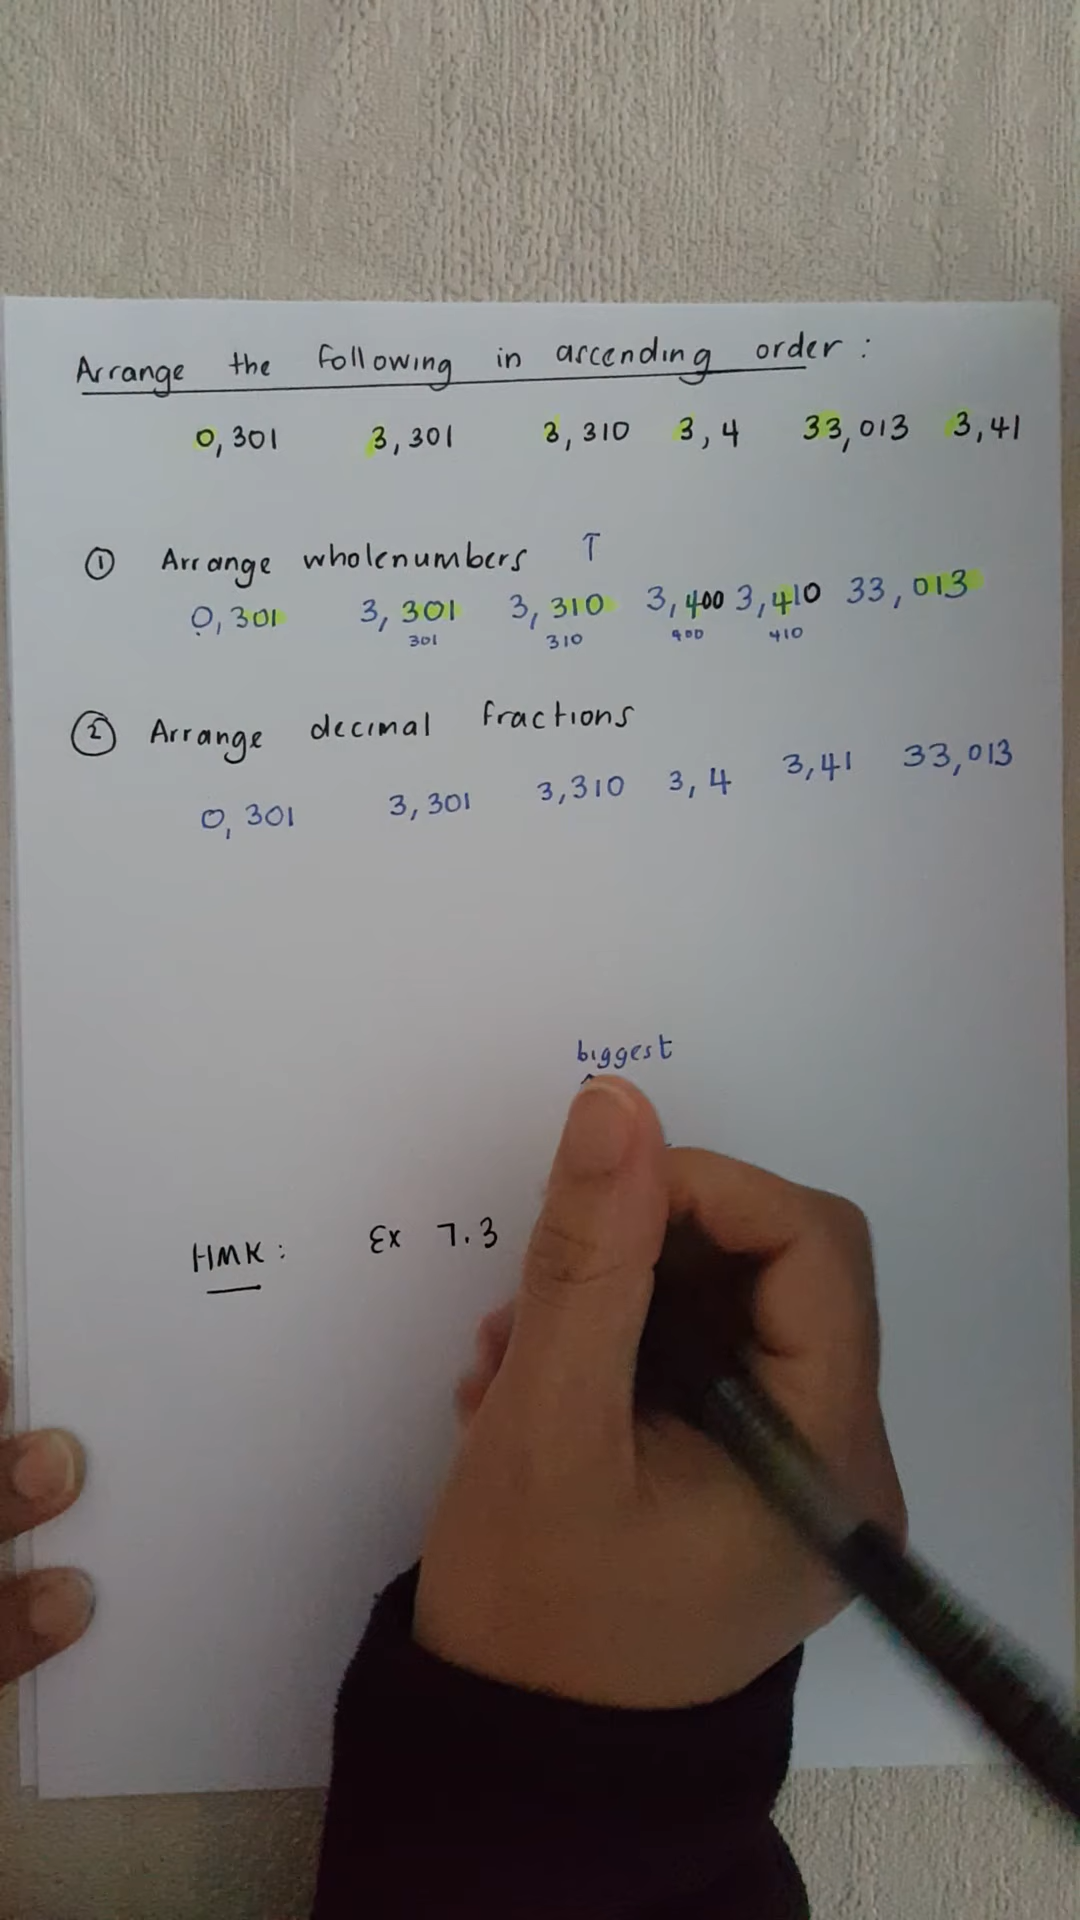 Arrange the following in ascending order :
0,301 3,301 3,310 3,4 33,013 3,41
① Arrange wholenumbers ↑
0,301 3,301 3,310 3,400 3,410 33,013
301 310 400 410
② Arrange decimal fractions
0,301 3,301 3,310 3,4 3,41 33,013
biggest
HMK : Ex 7.3